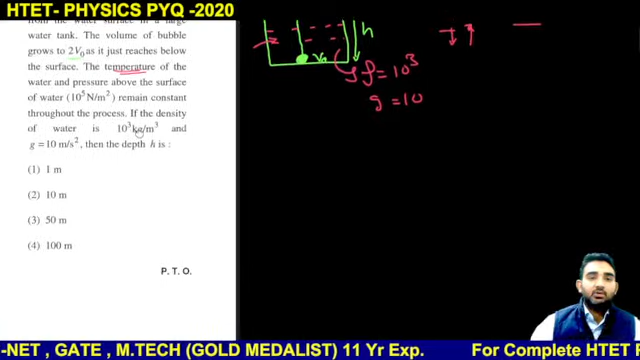 HTET- PHYSICS PYQ -2020
from the water surface in a large
water tank. The volume of bubble
grows to 2V₀ as it just reaches below
the surface. The temperature of
the water and pressure above the surface
of water (10⁵ N/m²) remain constant
throughout the process. If the density
of water is 10³ kg/m³ and
g = 10 m/s², then the depth h is :
(1) 1 m
(2) 10 m
(3) 50 m
(4) 100 m
P. T. O.
h
V₀
ρ = 10³
g = 10
-NET , GATE , M.TECH (GOLD MEDALIST) 11 Yr Exp. For Complete HTET